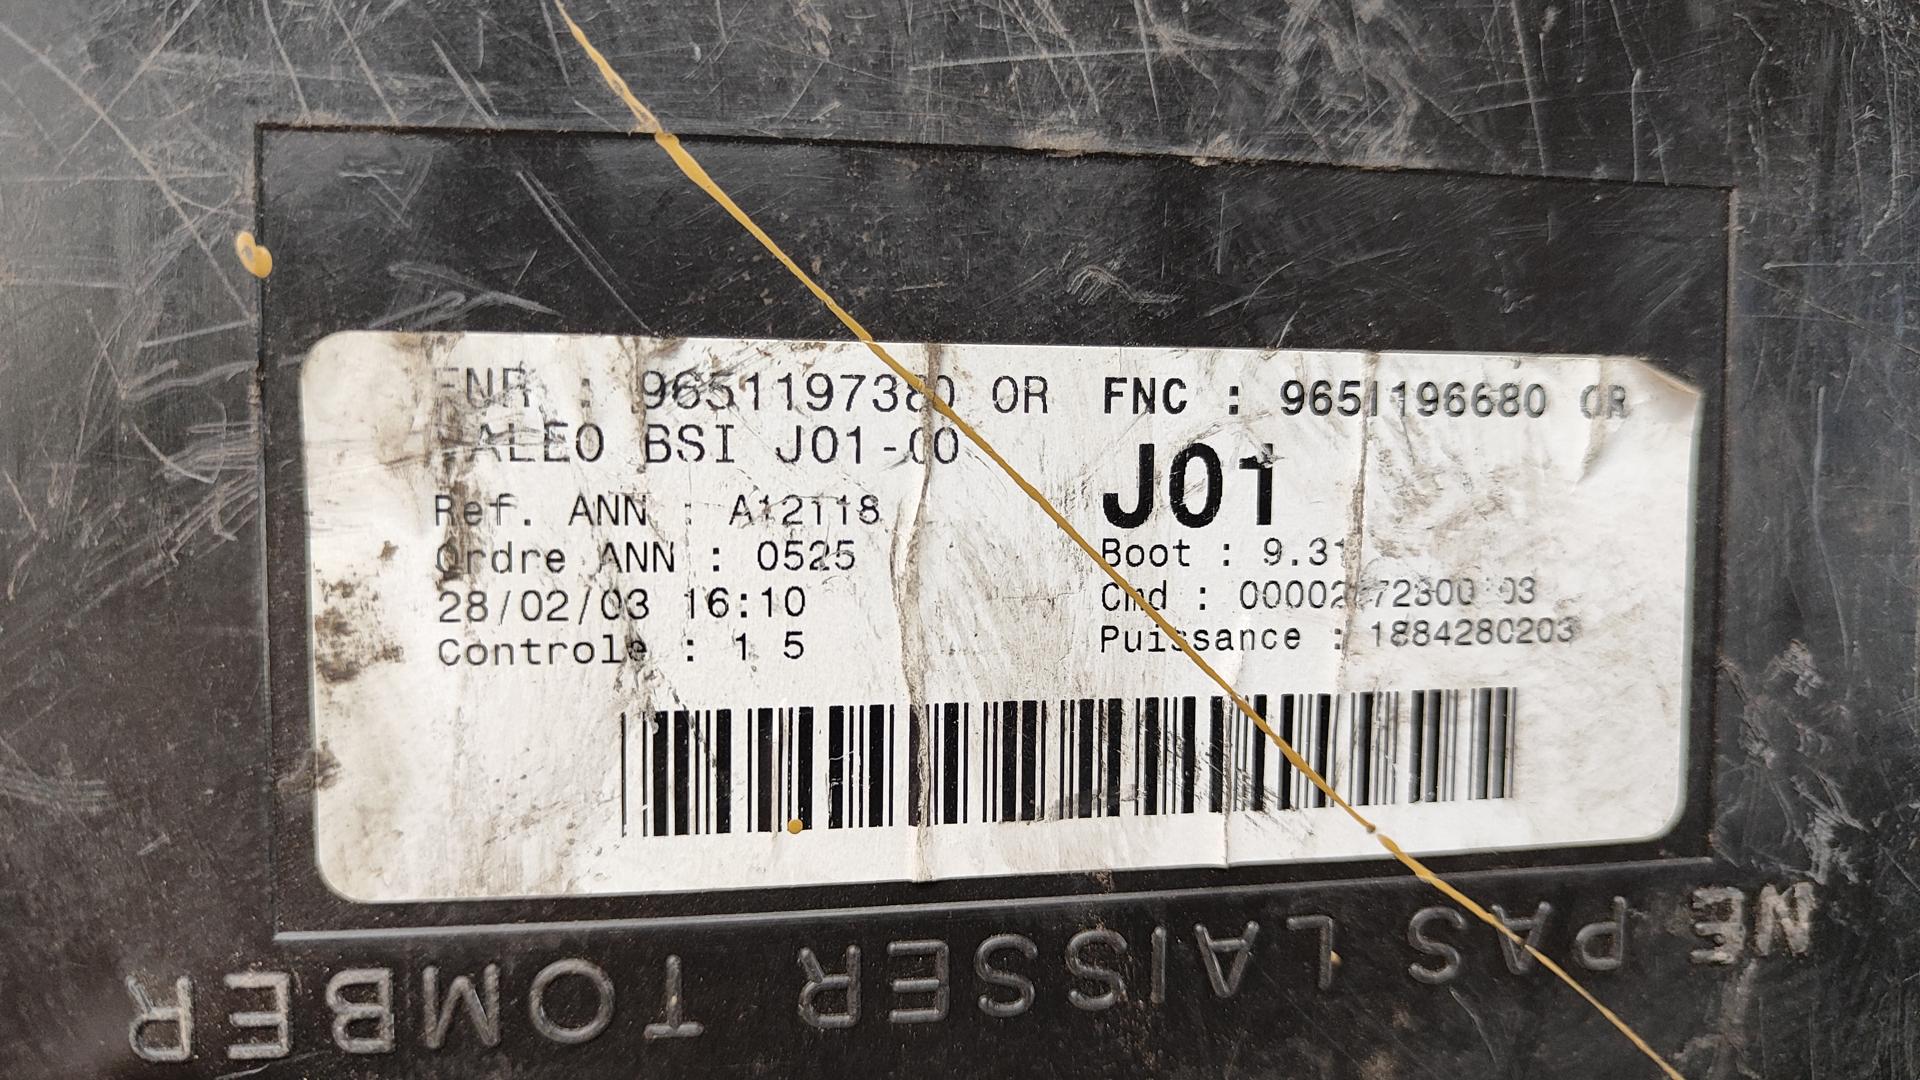 FNR : 9651197380 OR
VALEO BSI J01-00
Ref. ANN : A12118
Ordre ANN : 0525
28/02/03 16:10
Controle : 1 5
FNC : 9651196680 OR
J01
Boot : 9.31
Cmd :
Puissance : 1884280203
NE PAS LAISSER TOMBER